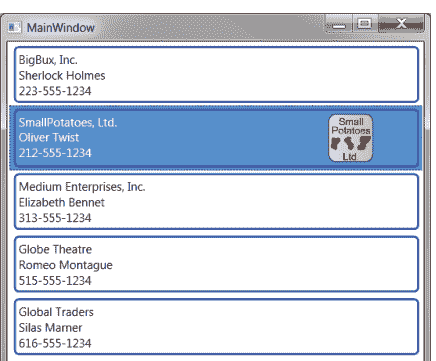 MainWindow
BigBux, Inc.
Sherlock Holmes
223-555-1234
SmallPotatoes, Ltd.
Oliver Twist
212-555-1234
Small
Potatoes
Ltd
Medium Enterprises, Inc.
Elizabeth Bennet
313-555-1234
Globe Theatre
Romeo Montague
515-555-1234
Global Traders
Silas Marner
616-555-1234